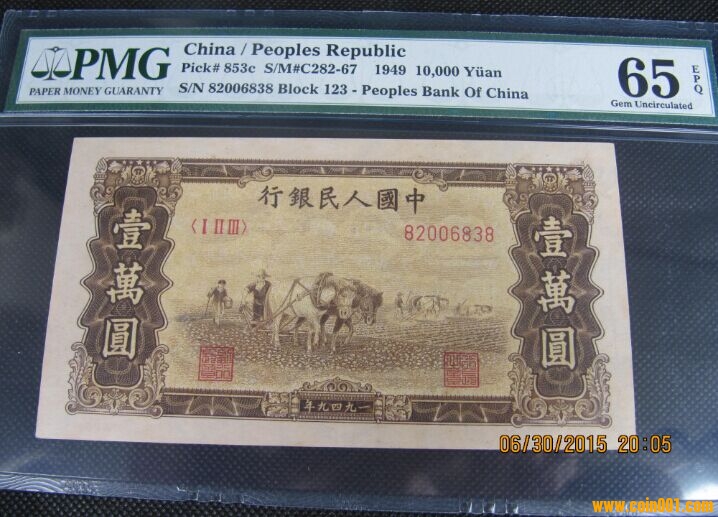 PMG
PAPER MONEY GUARANTY
China / Peoples Republic
Pick# 853c S/M#C282-67 1949 10,000 Yüan
S/N 82006838 Block 123 - Peoples Bank Of China
65
EPQ
Gem Uncirculated
行銀民人國中
〈I II III〉
82006838
壹萬圓
壹萬圓
年九四九一
06/30/2015 20:05
www.coin001.com